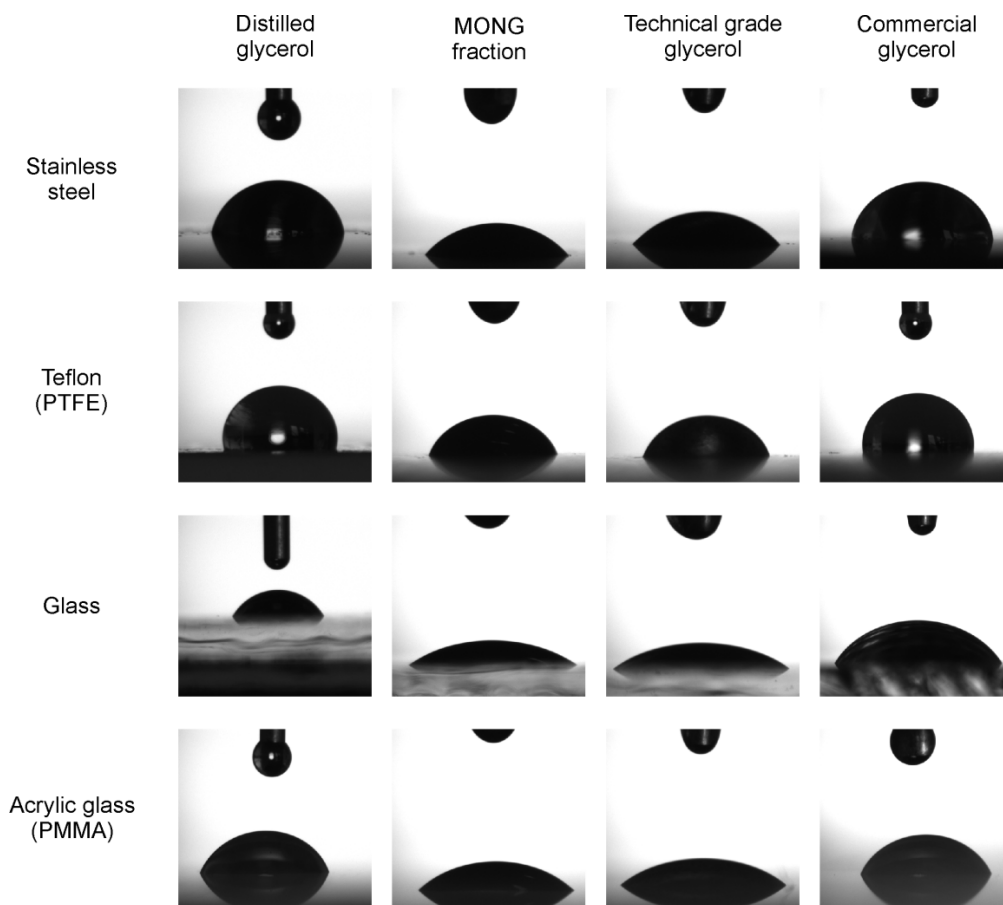 Distilled
glycerol
MONG
fraction
Technical grade
glycerol
Commercial
glycerol
Stainless
steel
Teflon
(PTFE)
Glass
Acrylic glass
(PMMA)